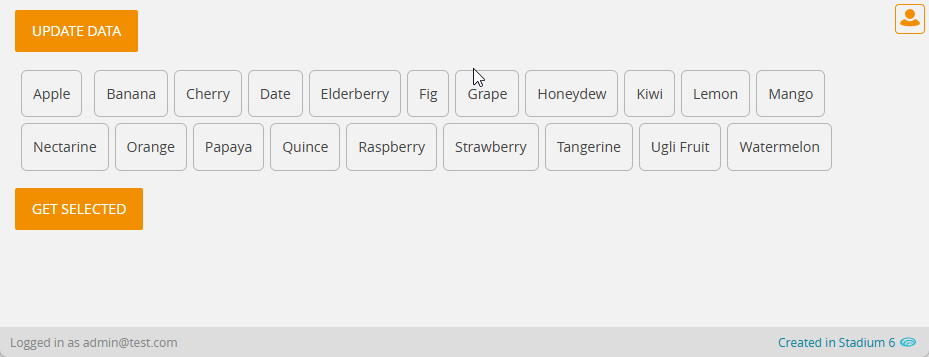 UPDATE DATA
Apple Banana Cherry Date Elderberry Fig Grape Honeydew Kiwi Lemon Mango
Nectarine Orange Papaya Quince Raspberry Strawberry Tangerine Ugli Fruit Watermelon
GET SELECTED
Logged in as admin@test.com Created in Stadium 6